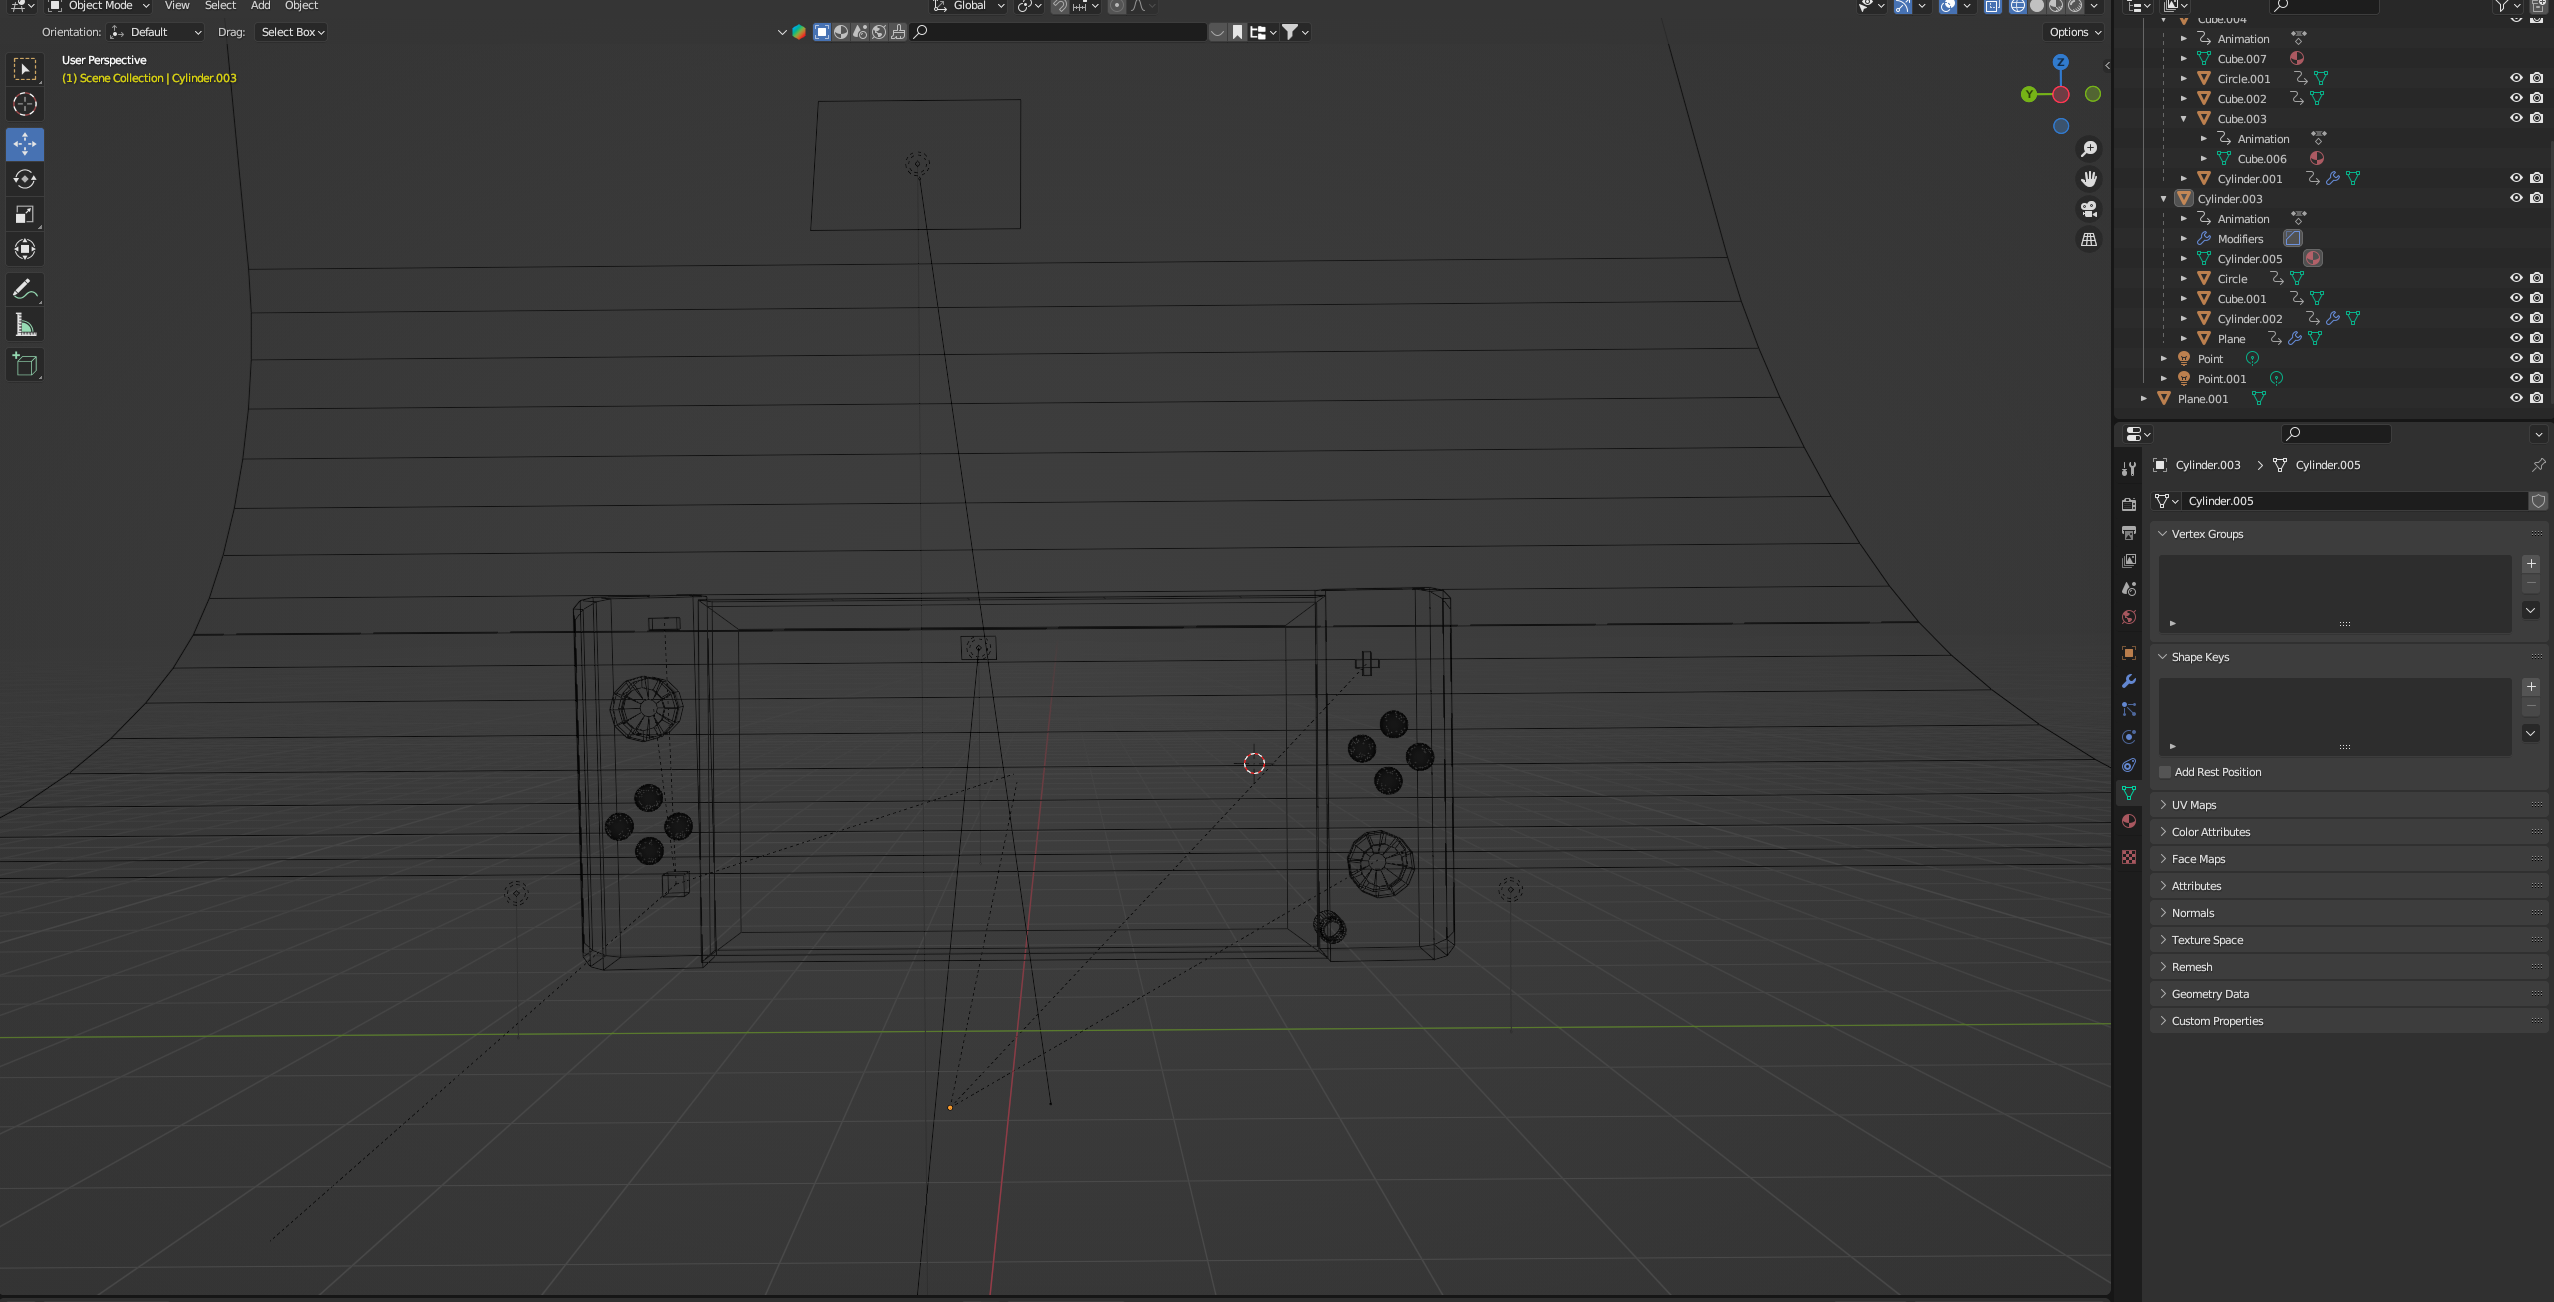 Object Mode View Select Add Object Global
Orientation: Default Drag: Select Box Options
User Perspective
(1) Scene Collection | Cylinder.003
Z
Y
Cube.004
Animation
Cube.007
Circle.001
Cube.002
Cube.003
Animation
Cube.006
Cylinder.001
Cylinder.003
Animation
Modifiers
Cylinder.005
Circle
Cube.001
Cylinder.002
Plane
Point
Point.001
Plane.001
Cylinder.003 Cylinder.005
Cylinder.005
Vertex Groups
Shape Keys
Add Rest Position
UV Maps
Color Attributes
Face Maps
Attributes
Normals
Texture Space
Remesh
Geometry Data
Custom Properties